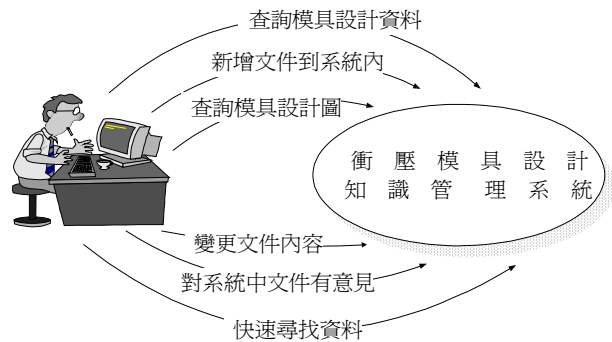 查詢模具設計資料
新增文件到系統內
查詢模具設計圖
衝壓模具設計
知識管理系統
變更文件內容
對系統中文件有意見
快速尋找資料